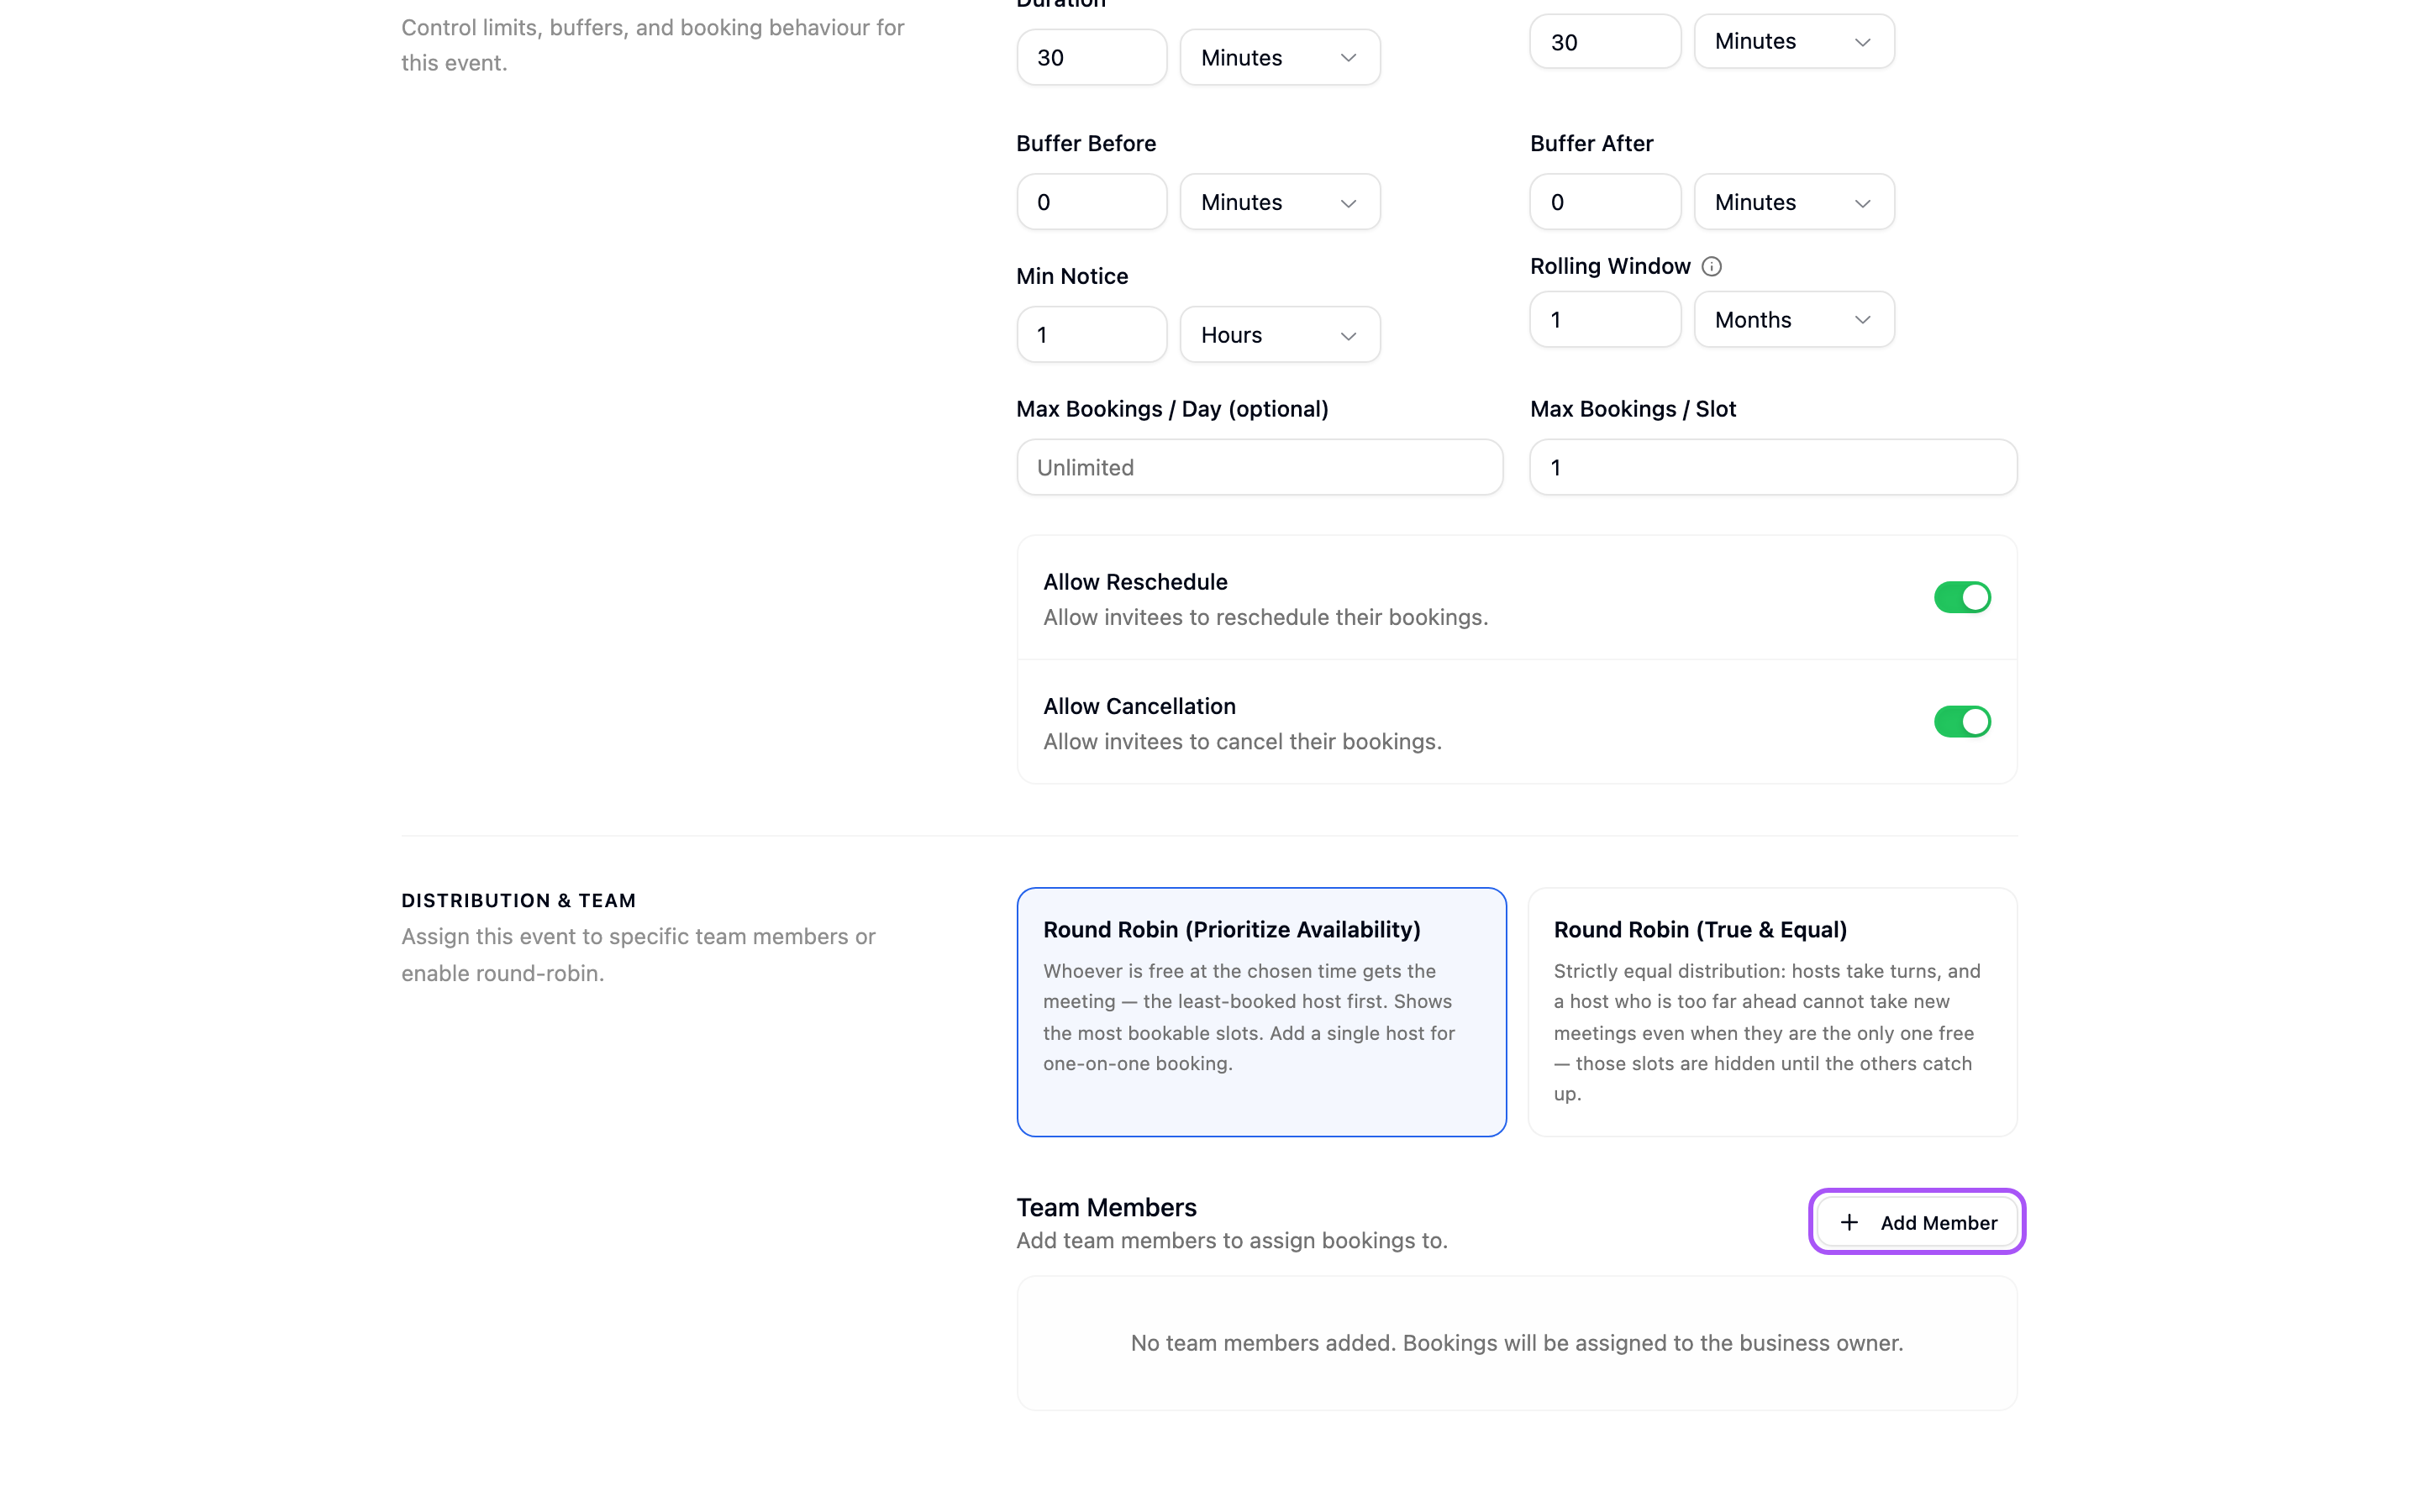 Control limits, buffers, and booking behaviour for
this event.
Duration
30 Minutes
30 Minutes
Buffer Before
0 Minutes
Buffer After
0 Minutes
Min Notice
1 Hours
Rolling Window
1 Months
Max Bookings / Day (optional)
Unlimited
Max Bookings / Slot
1
Allow Reschedule
Allow invitees to reschedule their bookings.
Allow Cancellation
Allow invitees to cancel their bookings.
DISTRIBUTION & TEAM
Assign this event to specific team members or
enable round-robin.
Round Robin (Prioritize Availability)
Whoever is free at the chosen time gets the
meeting — the least-booked host first. Shows
the most bookable slots. Add a single host for
one-on-one booking.
Round Robin (True & Equal)
Strictly equal distribution: hosts take turns, and
a host who is too far ahead cannot take new
meetings even when they are the only one free
— those slots are hidden until the others catch
up.
Team Members
Add team members to assign bookings to.
+ Add Member
No team members added. Bookings will be assigned to the business owner.